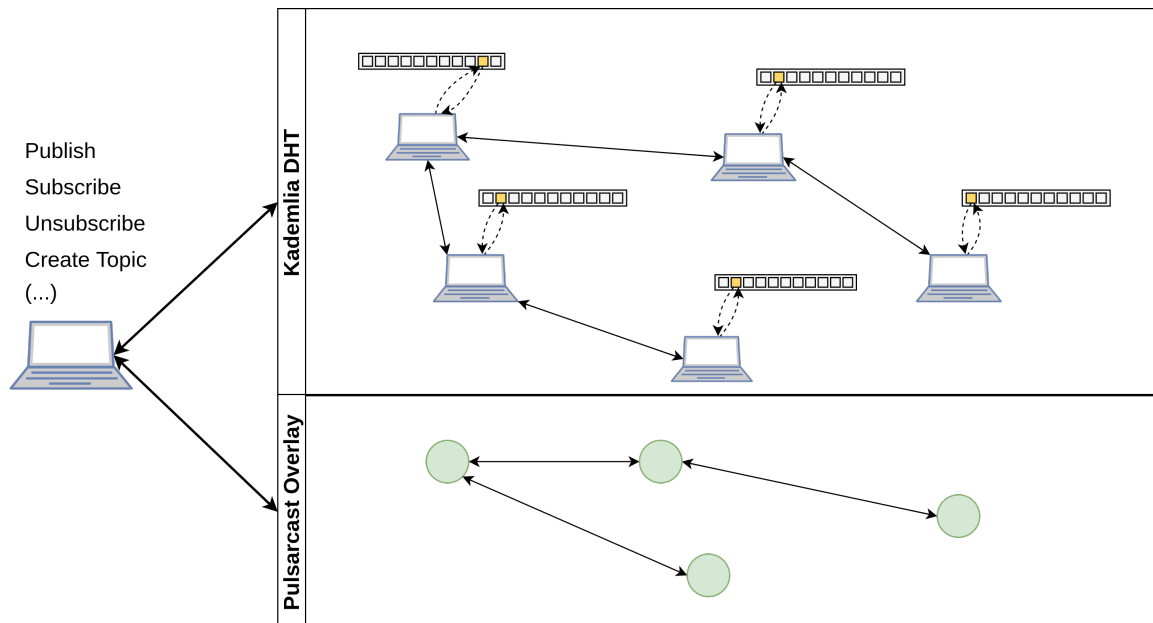 Publish
Subscribe
Unsubscribe
Create Topic
(...)
Kademlia DHT
Pulsarcast Overlay